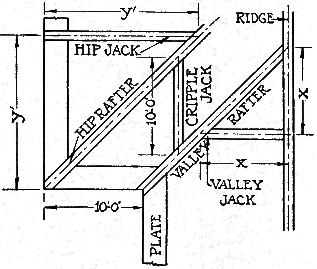 y'
RIDGE
HIP JACK
y'
HIP RAFTER
10'-0"
CRIPPLE
JACK
VALLEY RAFTER
X
X
VALLEY
JACK
10'-0"
PLATE